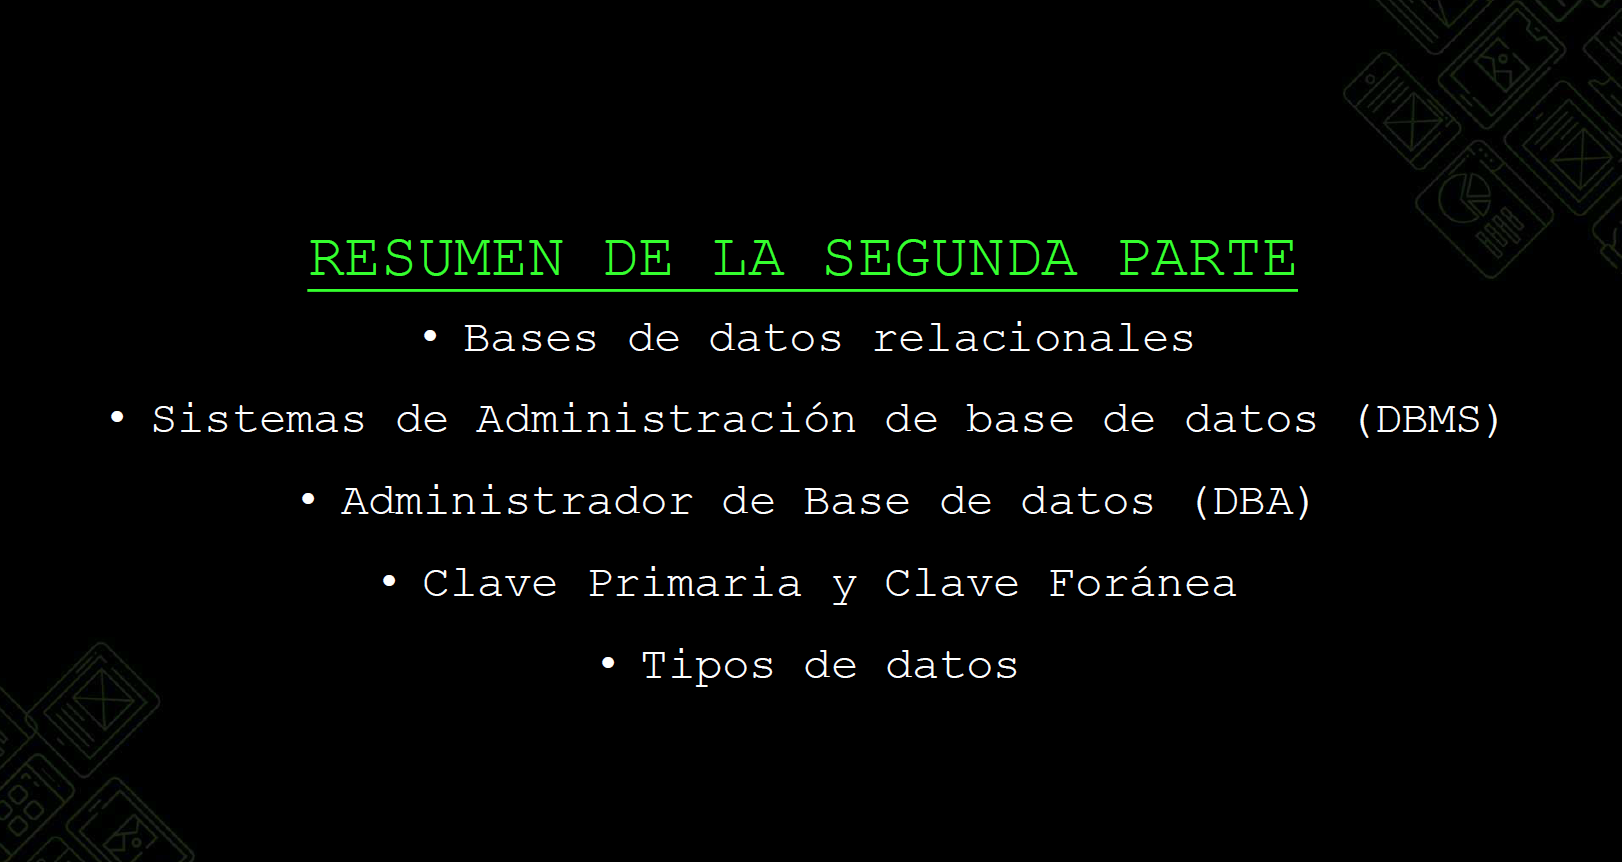 RESUMEN DE LA SEGUNDA PARTE
• Bases de datos relacionales
• Sistemas de Administración de base de datos (DBMS)
• Administrador de Base de datos (DBA)
• Clave Primaria y Clave Foránea
• Tipos de datos